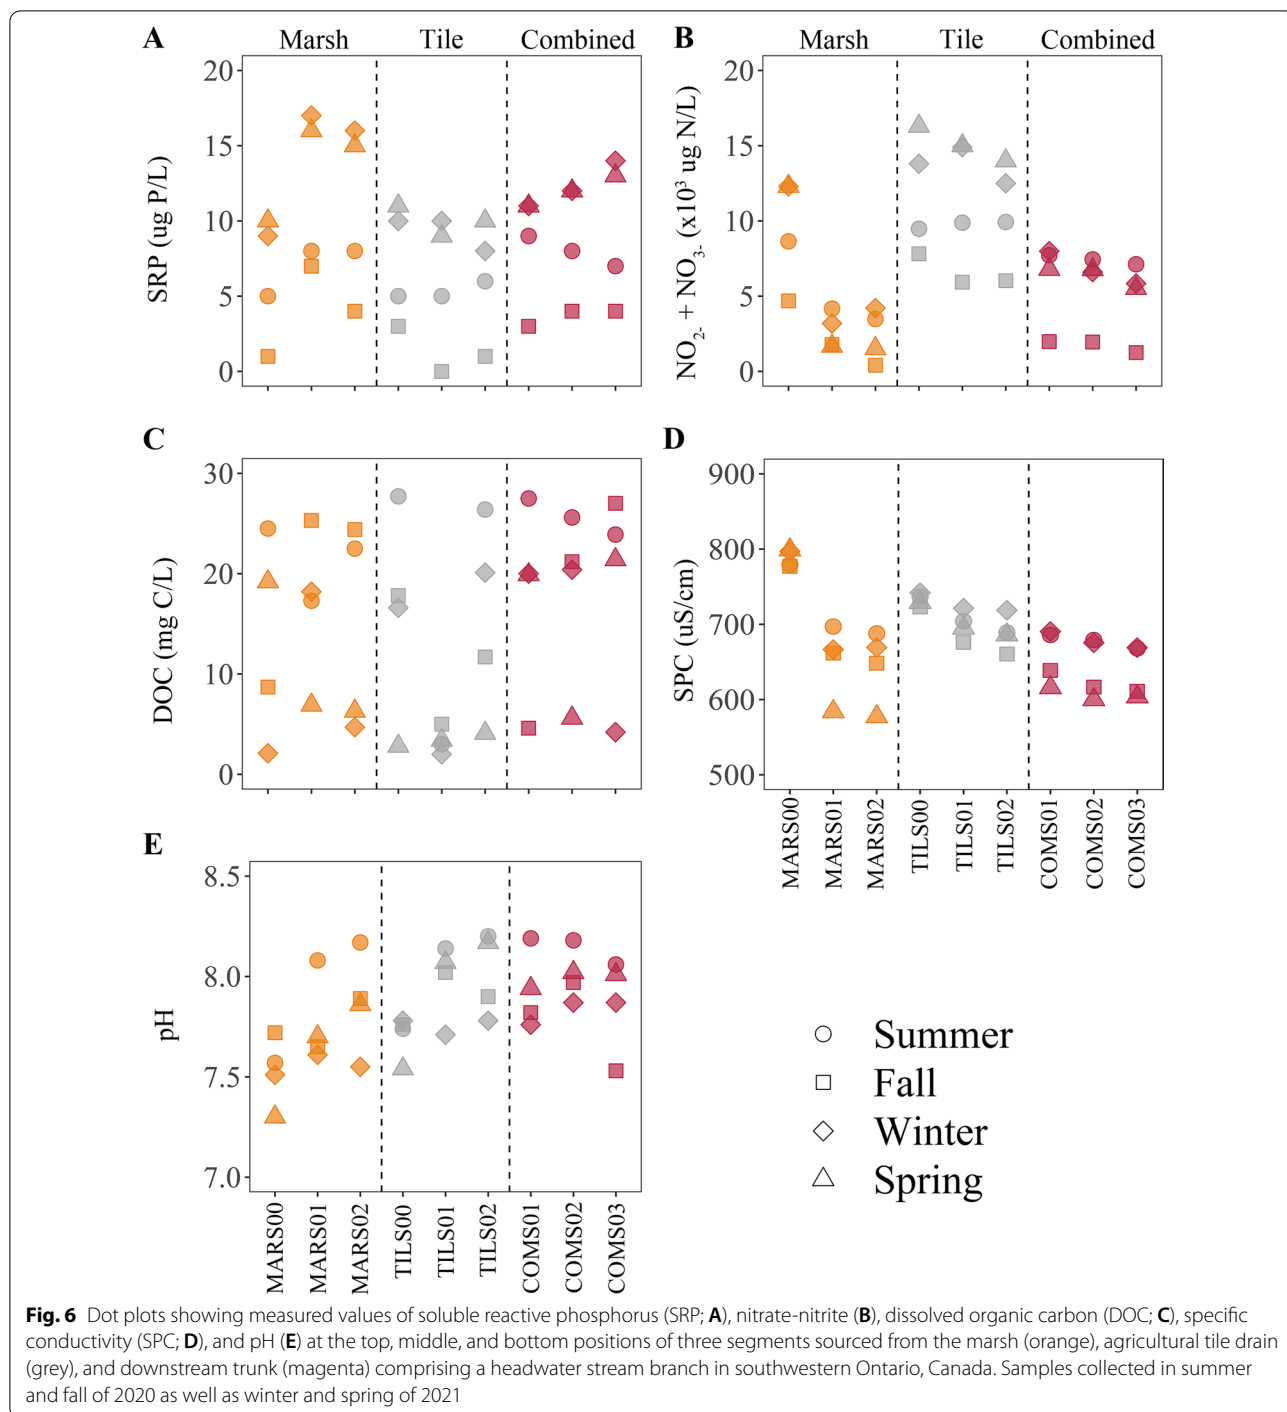 A
Marsh Tile Combined
20
15
10
5
0
SRP (ug P/L)
B
Marsh Tile Combined
20
15
10
5
0
NO2- + NO3- (x10³ ug N/L)
C
30
20
10
0
DOC (mg C/L)
D
900
800
700
600
500
SPC (uS/cm)
MARS00
MARS01
MARS02
TILS00
TILS01
TILS02
COMS01
COMS02
COMS03
E
8.5
8.0
7.5
7.0
pH
MARS00
MARS01
MARS02
TILS00
TILS01
TILS02
COMS01
COMS02
COMS03
Summer
Fall
Winter
Spring
Fig. 6 Dot plots showing measured values of soluble reactive phosphorus (SRP; A), nitrate-nitrite (B), dissolved organic carbon (DOC; C), specific
conductivity (SPC; D), and pH (E) at the top, middle, and bottom positions of three segments sourced from the marsh (orange), agricultural tile drain
(grey), and downstream trunk (magenta) comprising a headwater stream branch in southwestern Ontario, Canada. Samples collected in summer
and fall of 2020 as well as winter and spring of 2021